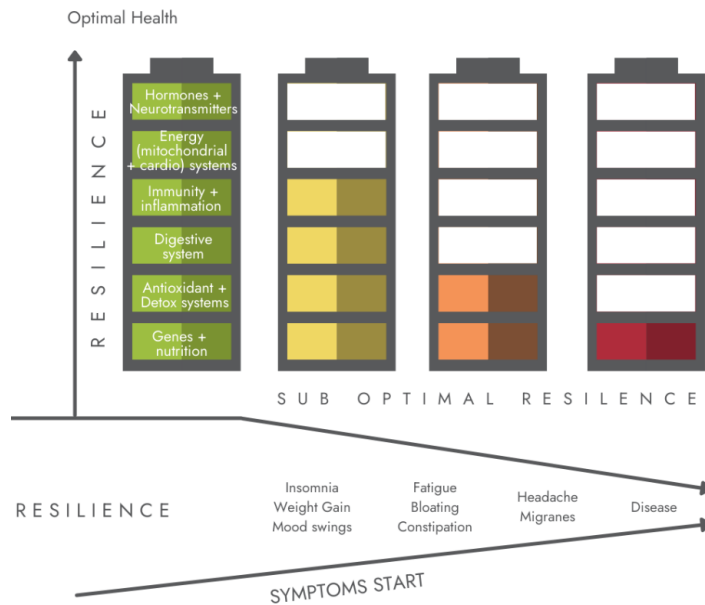 Optimal Health
RESILIENCE
Hormones +
Neurotransmitters
Energy
(mitochondrial
+ cardio) systems
Immunity +
inflammation
Digestive
system
Antioxidant +
Detox systems
Genes +
nutrition
SUB OPTIMAL RESILENCE
RESILIENCE
Insomnia
Weight Gain
Mood swings
Fatigue
Bloating
Constipation
Headache
Migranes
Disease
SYMPTOMS START